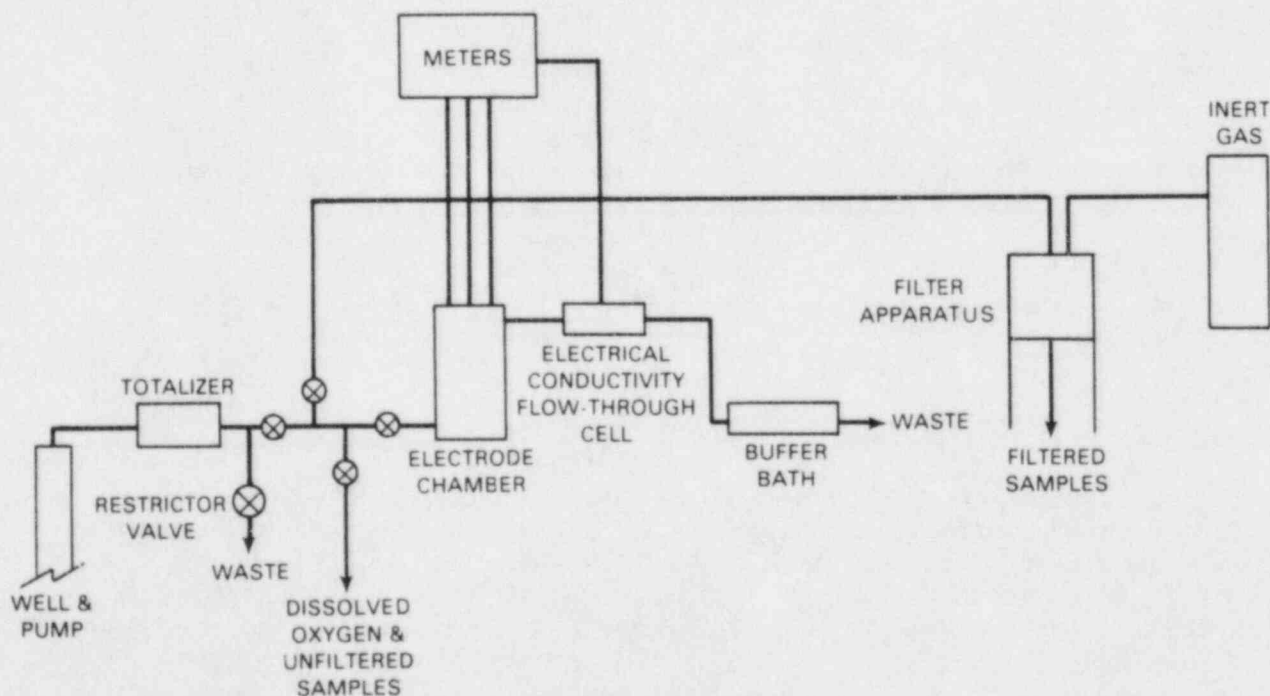 METERS
INERT
GAS
FILTER
APPARATUS
TOTALIZER
ELECTRICAL
CONDUCTIVITY
FLOW-THROUGH
CELL
WASTE
ELECTRODE
CHAMBER
BUFFER
BATH
FILTERED
SAMPLES
RESTRICTOR
VALVE
WASTE
WELL &
PUMP
DISSOLVED
OXYGEN &
UNFILTERED
SAMPLES